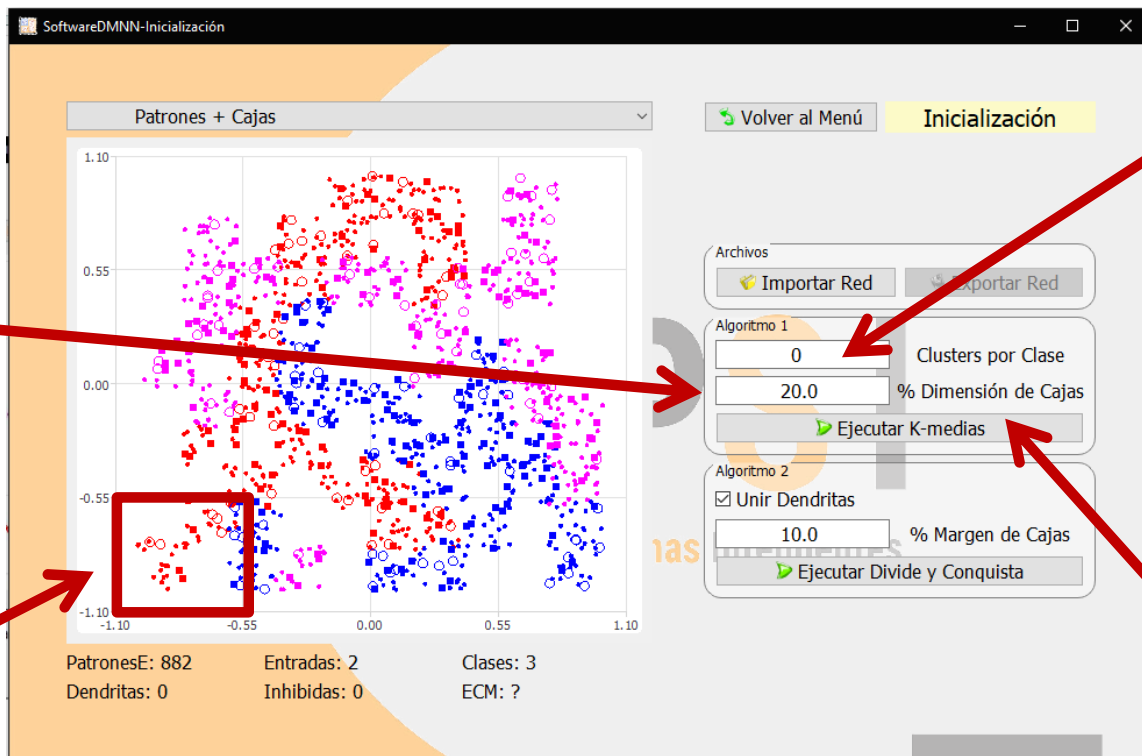 SoftwareDMNN-Inicialización
Patrones + Cajas
Volver al Menú
Inicialización
1.10
0.55
0.00
-0.55
-1.10
-1.10
-0.55
0.00
0.55
1.10
Archivos
Importar Red
Exportar Red
Algoritmo 1
0
Clusters por Clase
20.0
% Dimensión de Cajas
Ejecutar K-medias
Algoritmo 2
Unir Dendritas
10.0
% Margen de Cajas
Ejecutar Divide y Conquista
PatronesE: 882
Entradas: 2
Clases: 3
Dendritas: 0
Inhibidas: 0
ECM: ?